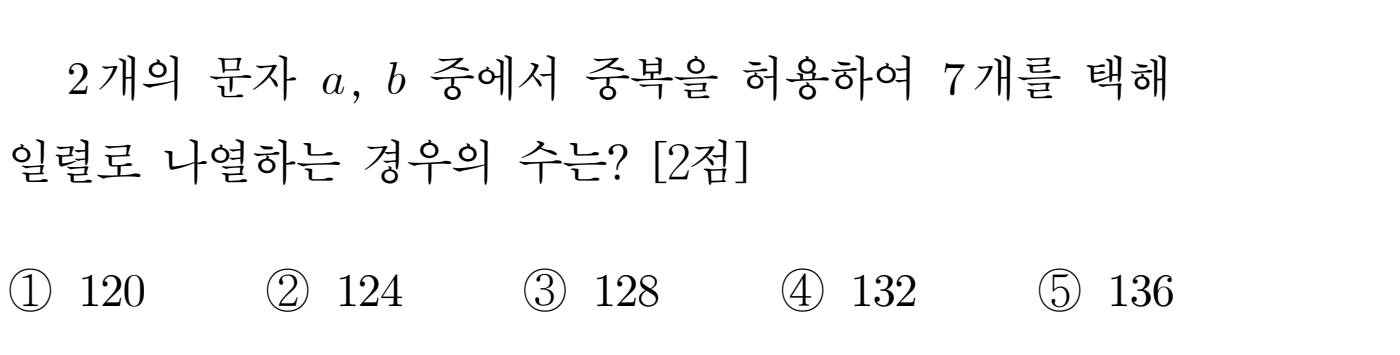 2개의 문자 a, b 중에서 중복을 허용하여 7개를 택해
일렬로 나열하는 경우의 수는? [2점]
① 120 ② 124 ③ 128 ④ 132 ⑤ 136